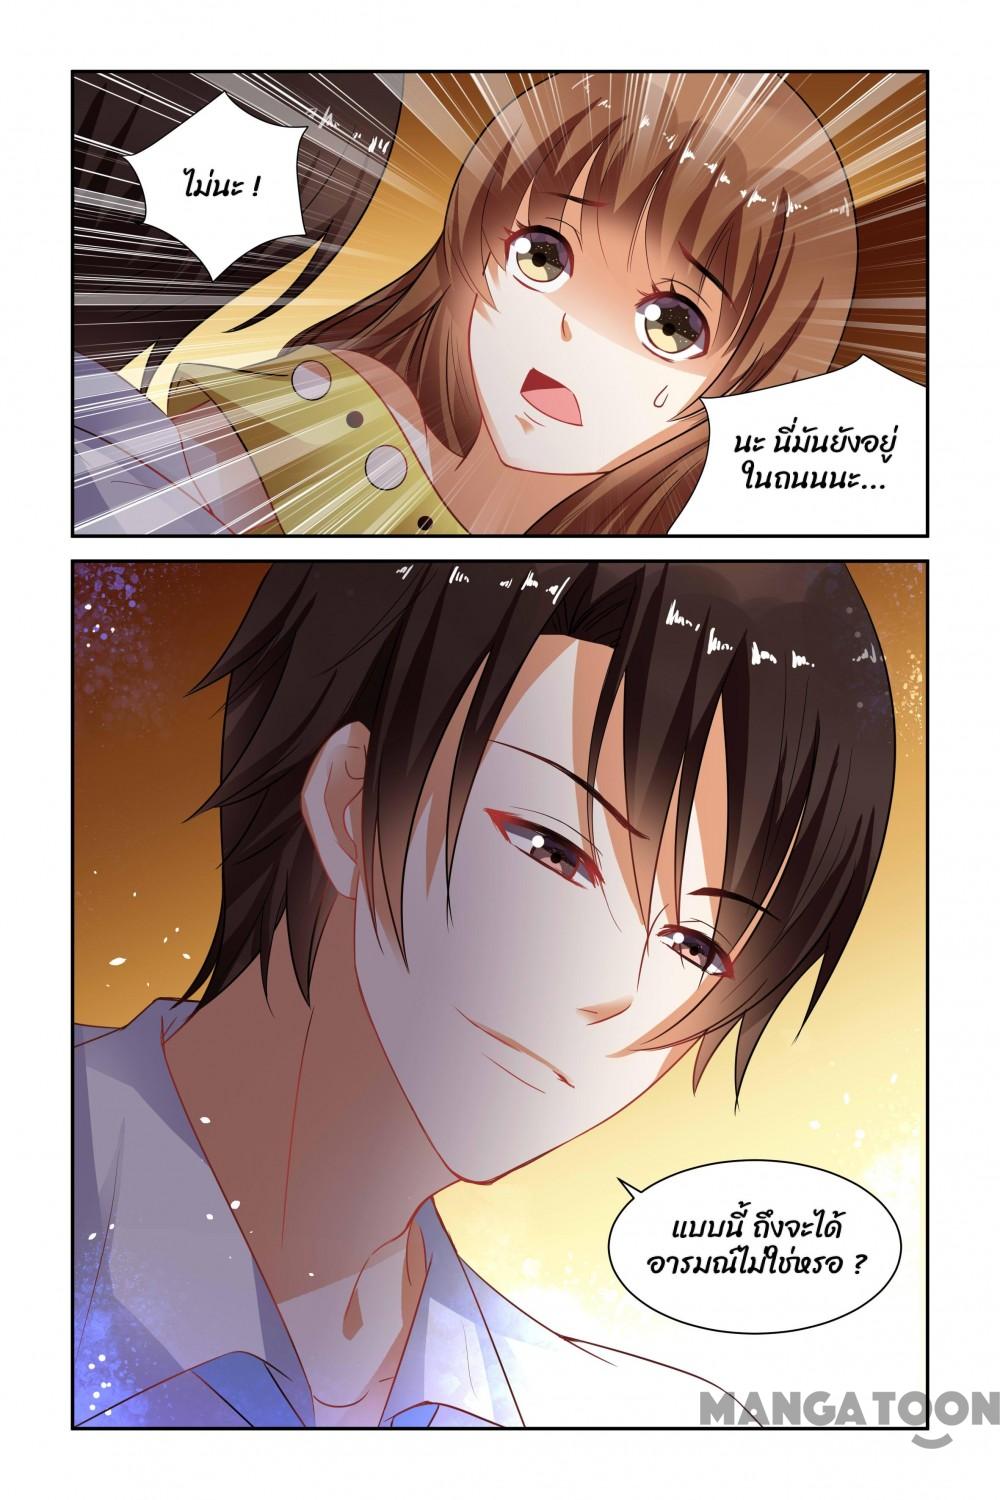 ไม่นะ !
นะ นี่มันยังอยู่
ในถนนนะ...
แบบนี้ ถึงจะได้
อารมณ์ไม่ใช่หรอ ?
MANGATOON